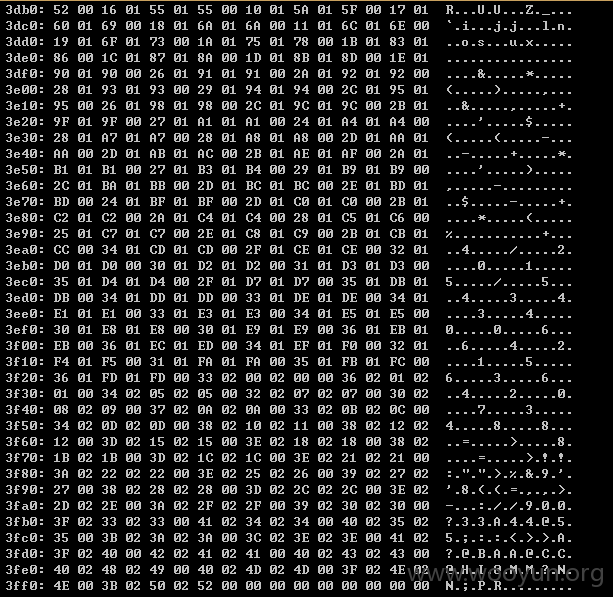 3db0: 52 00 16 01 55 01 55 00 10 01 5A 01 5F 00 17 01 R...U.U...Z._...
3dc0: 60 01 69 00 18 01 6A 01 6A 00 11 01 6C 01 6E 00 `.i...j.j...l.n.
3dd0: 19 01 6F 01 73 00 1A 01 75 01 78 00 1B 01 83 01 ..o.s...u.x.....
3de0: 86 00 1C 01 87 01 8A 00 1D 01 8B 01 8D 00 1E 01 ................
3df0: 90 01 90 00 26 01 91 01 91 00 2A 01 92 01 92 00 ....&.....*.....
3e00: 28 01 93 01 93 00 29 01 94 01 94 00 2C 01 95 01 (.....).....,...
3e10: 95 00 26 01 98 01 98 00 2C 01 9C 01 9C 00 2B 01 ..&.....,.....+.
3e20: 9F 01 9F 00 27 01 A1 01 A1 00 24 01 A4 01 A4 00 ....'.....$.....
3e30: 28 01 A7 01 A7 00 28 01 A8 01 A8 00 2D 01 AA 01 (.....(.....-...
3e40: AA 00 2D 01 AB 01 AC 00 2B 01 AE 01 AF 00 2A 01 ..-.....+.....*.
3e50: B1 01 B1 00 27 01 B3 01 B4 00 29 01 B9 01 B9 00 ....'.....).....
3e60: 2C 01 BA 01 BB 00 2D 01 BC 01 BC 00 2E 01 BD 01 ,.....-.........
3e70: BD 00 24 01 BF 01 BF 00 2D 01 C0 01 C0 00 2B 01 ..$.....-.....+.
3e80: C2 01 C2 00 2A 01 C4 01 C4 00 28 01 C5 01 C6 00 ....*.....(.....
3e90: 25 01 C7 01 C7 00 2E 01 C8 01 C9 00 2B 01 CB 01 %...........+...
3ea0: CC 00 34 01 CD 01 CD 00 2F 01 CE 01 CE 00 32 01 ..4...../.....2.
3eb0: D0 01 D0 00 30 01 D2 01 D2 00 31 01 D3 01 D3 00 ....0.....1.....
3ec0: 35 01 D4 01 D4 00 2F 01 D7 01 D7 00 35 01 DB 01 5...../.....5...
3ed0: DB 00 34 01 DD 01 DD 00 33 01 DE 01 DE 00 34 01 ..4.....3.....4.
3ee0: E1 01 E1 00 33 01 E3 01 E3 00 34 01 E5 01 E5 00 ....3.....4.....
3ef0: 30 01 E8 01 E8 00 30 01 E9 01 E9 00 36 01 EB 01 0.....0.....6...
3f00: EB 00 36 01 EC 01 ED 00 34 01 EF 01 F0 00 32 01 ..6.....4.....2.
3f10: F4 01 F5 00 31 01 FA 01 FA 00 35 01 FB 01 FC 00 ....1.....5.....
3f20: 36 01 FD 01 FD 00 33 02 00 02 00 00 36 02 01 02 6.....3.....6...
3f30: 01 00 34 02 05 02 05 00 32 02 07 02 07 00 30 02 ..4.....2.....0.
3f40: 08 02 09 00 37 02 0A 02 0A 00 33 02 0B 02 0C 00 ....7.....3.....
3f50: 34 02 0D 02 0D 00 38 02 10 02 11 00 38 02 12 02 4.....8.....8...
3f60: 12 00 3D 02 15 02 15 00 3E 02 18 02 18 00 38 02 ..=.....>.....8.
3f70: 1B 02 1B 00 3D 02 1C 02 1C 00 3E 02 21 02 21 00 ....=.....>.!.!.
3f80: 3A 02 22 02 22 00 3E 02 25 02 26 00 39 02 27 02 :.".".>.%.&.9.'.
3f90: 27 00 38 02 28 02 28 00 3D 02 2C 02 2C 00 3E 02 '.8.(.(.=.,.,.>.
3fa0: 2D 02 2E 00 3A 02 2F 02 2F 00 39 02 30 02 30 00 -...:././.9.0.0.
3fb0: 3F 02 33 02 33 00 41 02 34 02 34 00 40 02 35 02 ?.3.3.A.4.4.@.5.
3fc0: 35 00 3B 02 3A 02 3A 00 3C 02 3E 02 3E 00 41 02 5.;.:.:.<.>.>.A.
3fd0: 3F 02 40 00 42 02 41 02 41 00 40 02 43 02 43 00 ?.@.B.A.A.@.C.C.
3fe0: 40 02 48 02 49 00 40 02 4D 02 4D 00 3F 02 4E 02 @.H.I.@.M.M.?.N.
3ff0: 4E 00 3B 02 50 02 52 00 00 00 00 00 00 00 00 00 N.;.P.R.........
www.wooyun.org